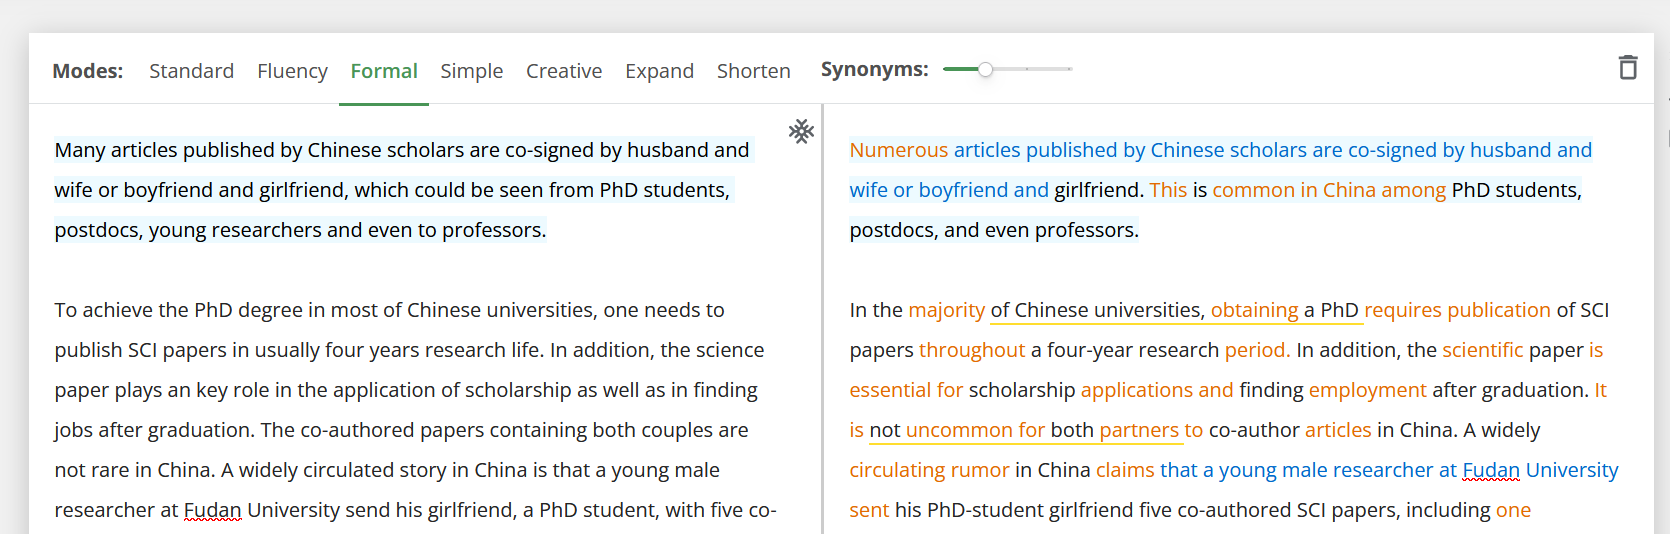 Modes: Standard Fluency Formal Simple Creative Expand Shorten Synonyms:
Many articles published by Chinese scholars are co-signed by husband and
wife or boyfriend and girlfriend, which could be seen from PhD students,
postdocs, young researchers and even to professors.
To achieve the PhD degree in most of Chinese universities, one needs to
publish SCI papers in usually four years research life. In addition, the science
paper plays an key role in the application of scholarship as well as in finding
jobs after graduation. The co-authored papers containing both couples are
not rare in China. A widely circulated story in China is that a young male
researcher at Fudan University send his girlfriend, a PhD student, with five co-
Numerous articles published by Chinese scholars are co-signed by husband and
wife or boyfriend and girlfriend. This is common in China among PhD students,
postdocs, and even professors.
In the majority of Chinese universities, obtaining a PhD requires publication of SCI
papers throughout a four-year research period. In addition, the scientific paper is
essential for scholarship applications and finding employment after graduation. It
is not uncommon for both partners to co-author articles in China. A widely
circulating rumor in China claims that a young male researcher at Fudan University
sent his PhD-student girlfriend five co-authored SCI papers, including one